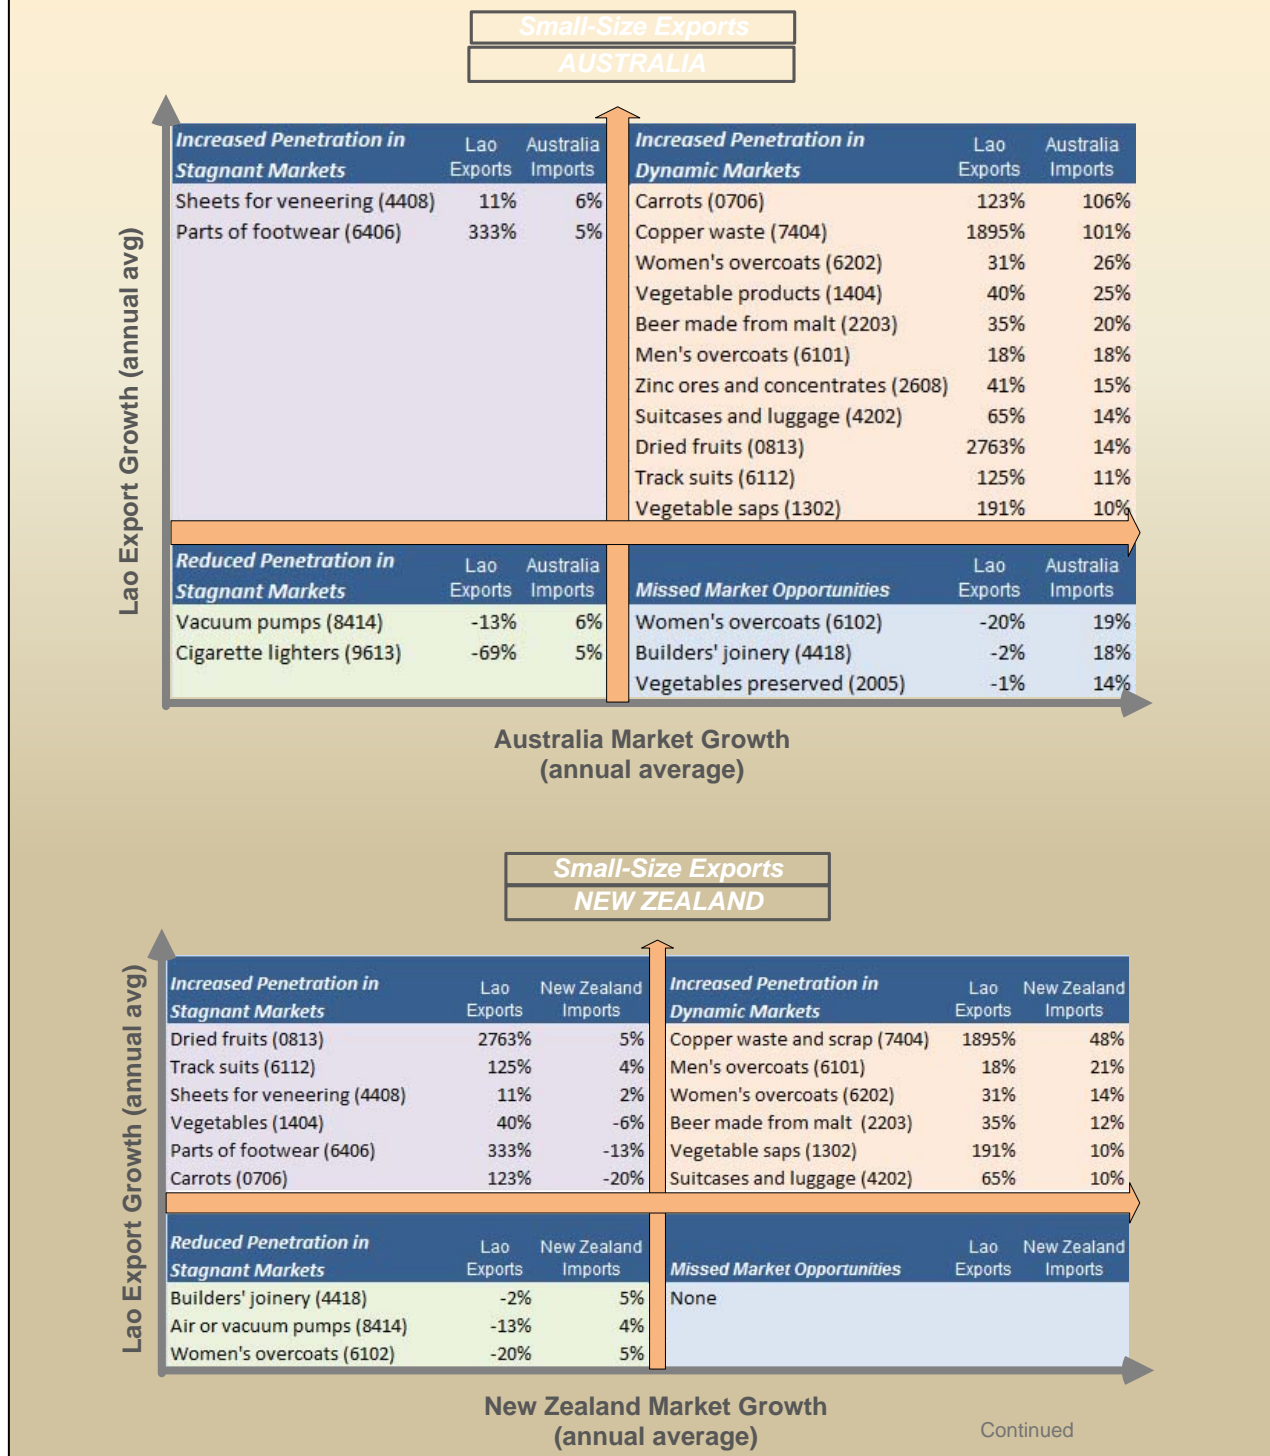 Small-Size Exports
AUSTRALIA
Lao Export Growth (annual avg)
Increased Penetration in Stagnant Markets Lao Exports Australia Imports
Sheets for veneering (4408) 11% 6%
Parts of footwear (6406) 333% 5%
Increased Penetration in Dynamic Markets Lao Exports Australia Imports
Carrots (0706) 123% 106%
Copper waste (7404) 1895% 101%
Women's overcoats (6202) 31% 26%
Vegetable products (1404) 40% 25%
Beer made from malt (2203) 35% 20%
Men's overcoats (6101) 18% 18%
Zinc ores and concentrates (2608) 41% 15%
Suitcases and luggage (4202) 65% 14%
Dried fruits (0813) 2763% 14%
Track suits (6112) 125% 11%
Vegetable saps (1302) 191% 10%
Reduced Penetration in Stagnant Markets Lao Exports Australia Imports
Vacuum pumps (8414) -13% 6%
Cigarette lighters (9613) -69% 5%
Missed Market Opportunities Lao Exports Australia Imports
Women's overcoats (6102) -20% 19%
Builders' joinery (4418) -2% 18%
Vegetables preserved (2005) -1% 14%
Australia Market Growth
(annual average)
Small-Size Exports
NEW ZEALAND
Lao Export Growth (annual avg)
Increased Penetration in Stagnant Markets Lao Exports New Zealand Imports
Dried fruits (0813) 2763% 5%
Track suits (6112) 125% 4%
Sheets for veneering (4408) 11% 2%
Vegetables (1404) 40% -6%
Parts of footwear (6406) 333% -13%
Carrots (0706) 123% -20%
Increased Penetration in Dynamic Markets Lao Exports New Zealand Imports
Copper waste and scrap (7404) 1895% 48%
Men's overcoats (6101) 18% 21%
Women's overcoats (6202) 31% 14%
Beer made from malt (2203) 35% 12%
Vegetable saps (1302) 191% 10%
Suitcases and luggage (4202) 65% 10%
Reduced Penetration in Stagnant Markets Lao Exports New Zealand Imports
Builders' joinery (4418) -2% 5%
Air or vacuum pumps (8414) -13% 4%
Women's overcoats (6102) -20% 5%
Missed Market Opportunities Lao Exports New Zealand Imports
None
New Zealand Market Growth
(annual average)
Continued